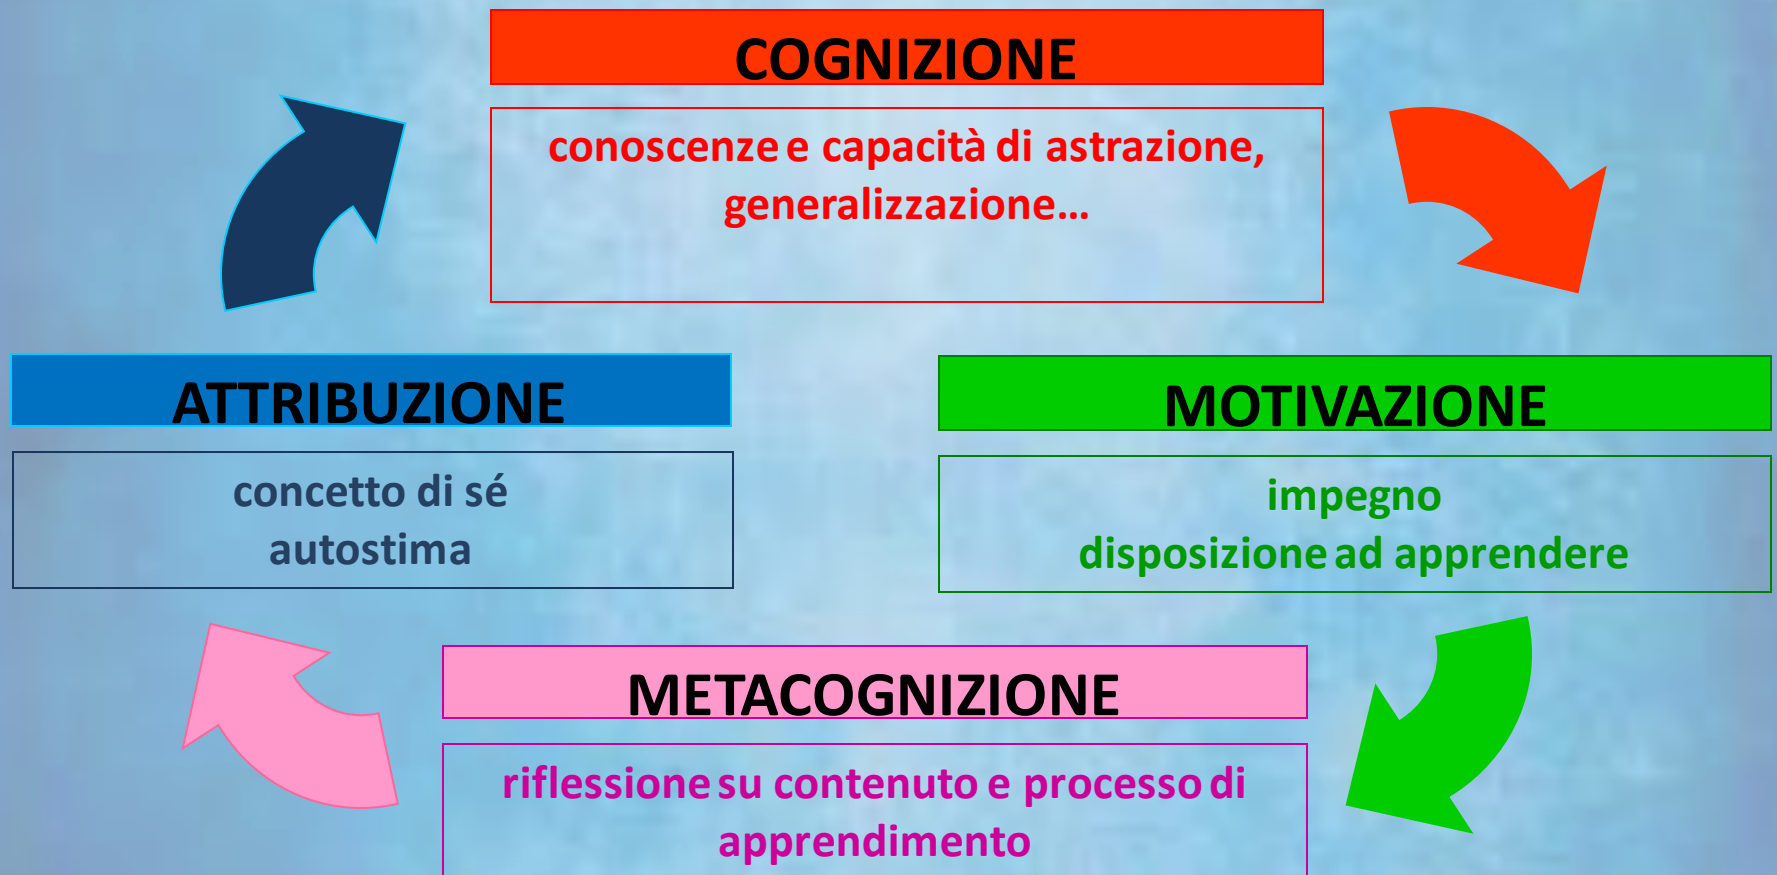 COGNIZIONE
conoscenze e capacità di astrazione,
generalizzazione…
ATTRIBUZIONE
concetto di sé
autostima
MOTIVAZIONE
impegno
disposizione ad apprendere
METACOGNIZIONE
riflessione su contenuto e processo di
apprendimento